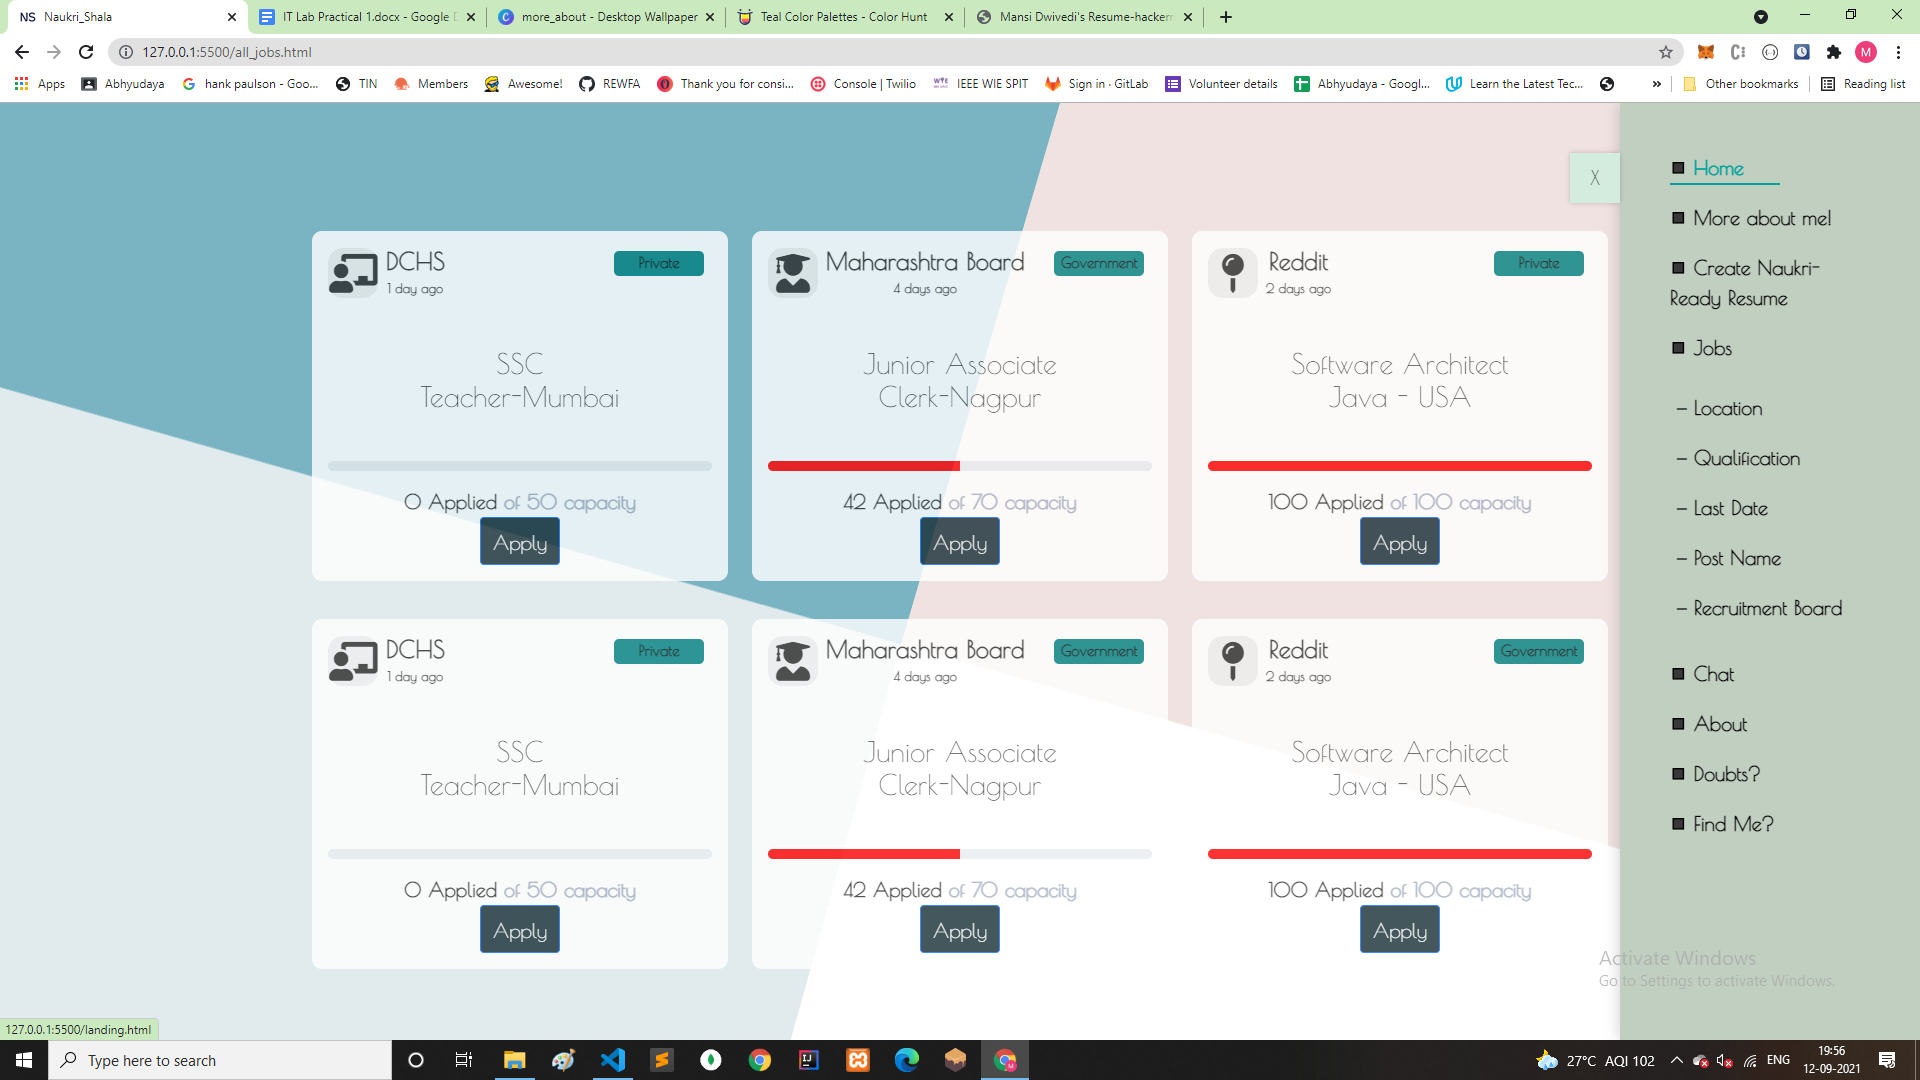 NS Naukri_Shala
IT Lab Practical 1.docx - Google
more_about - Desktop Wallpaper
Teal Color Palettes - Color Hunt
Mansi Dwivedi's Resume-hacker
127.0.0.1:5500/all_jobs.html
M
Apps
Abhyudaya
hank paulson - Goo...
TIN
Members
Awesome!
REWFA
Thank you for consi...
Console | Twilio
IEEE WIE SPIT
Sign in · GitLab
Volunteer details
Abhyudaya - Googl...
Learn the Latest Tec...
»
Other bookmarks
Reading list
X
DCHS
1 day ago
Private
SSC
Teacher-Mumbai
0 Applied of 50 capacity
Apply
Maharashtra Board
4 days ago
Government
Junior Associate
Clerk-Nagpur
42 Applied of 70 capacity
Apply
Reddit
2 days ago
Private
Software Architect
Java - USA
100 Applied of 100 capacity
Apply
DCHS
1 day ago
Private
SSC
Teacher-Mumbai
0 Applied of 50 capacity
Apply
Maharashtra Board
4 days ago
Government
Junior Associate
Clerk-Nagpur
42 Applied of 70 capacity
Apply
Reddit
2 days ago
Government
Software Architect
Java - USA
100 Applied of 100 capacity
Apply
Home
More about me!
Create Naukri-
Ready Resume
Jobs
– Location
– Qualification
– Last Date
– Post Name
– Recruitment Board
Chat
About
Doubts?
Find Me?
Activate Windows
Go to Settings to activate Windows.
127.0.0.1:5500/landing.html
Type here to search
27°C AQI 102
ENG
19:56
12-09-2021